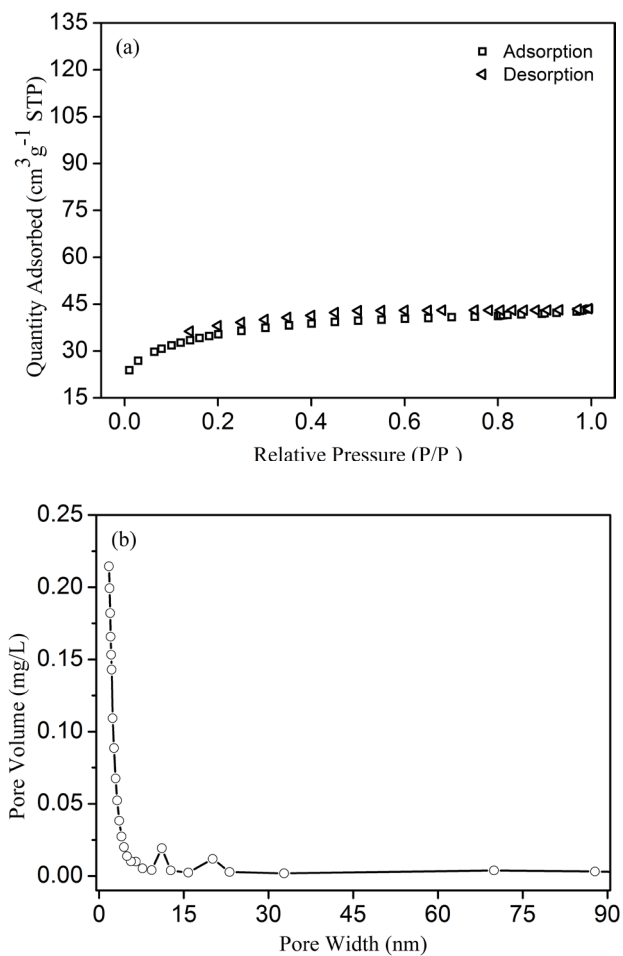 (a)
Adsorption
Desorption
135
120
105
90
75
60
45
30
15
Quantity Adsorbed (cm³g⁻¹ STP)
0.0 0.2 0.4 0.6 0.8 1.0
Relative Pressure (P/P )
(b)
0.25
0.20
0.15
0.10
0.05
0.00
Pore Volume (mg/L)
0 15 30 45 60 75 90
Pore Width (nm)